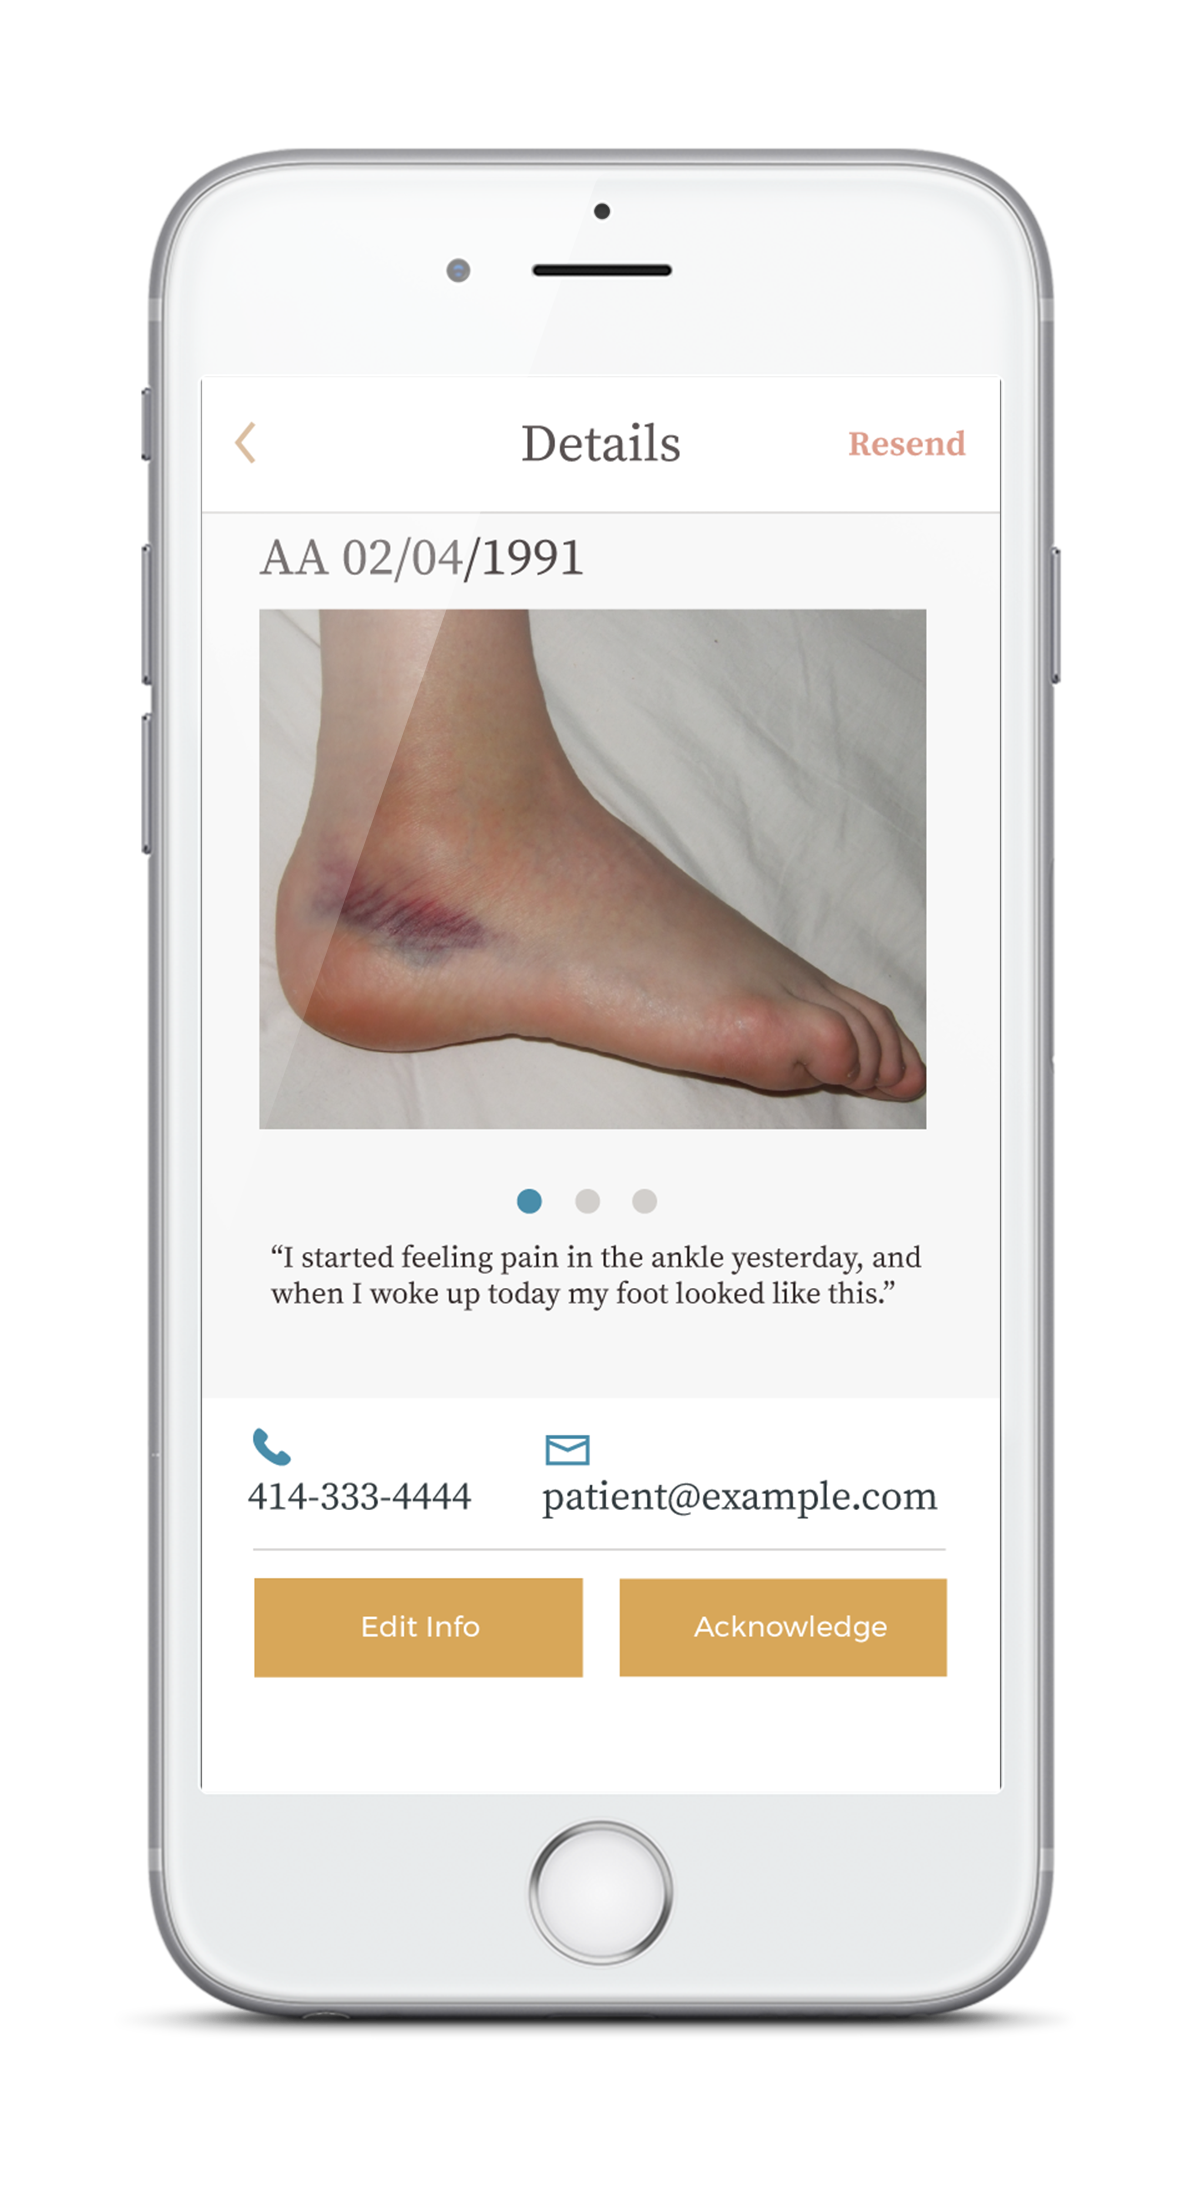 Details
Resend
AA 02/04/1991
“I started feeling pain in the ankle yesterday, and
when I woke up today my foot looked like this.”
414-333-4444
patient@example.com
Edit Info
Acknowledge